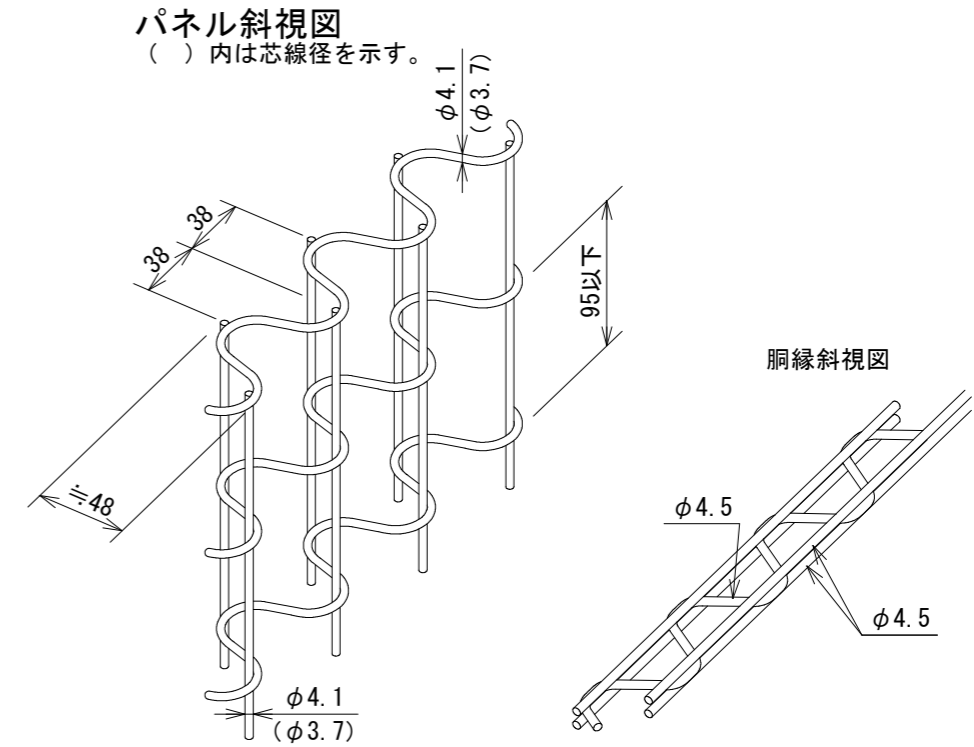 パネル斜視図
（　）内は芯線径を示す。
φ4.1
(φ3.7)
38
38
95以下
胴縁斜視図
≒48
φ4.5
φ4.5
φ4.1
(φ3.7)